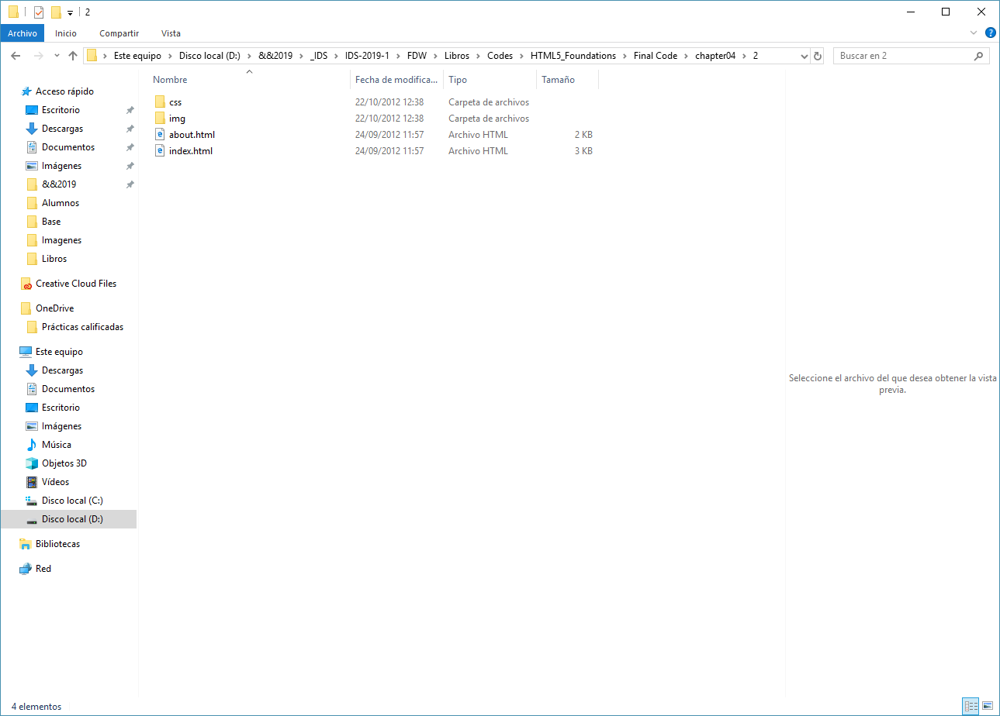 2
Archivo Inicio Compartir Vista
Este equipo Disco local (D:) &&2019 _IDS IDS-2019-1 FDW Libros Codes HTML5_Foundations Final Code chapter04 2 Buscar en 2
Nombre Fecha de modifica... Tipo Tamaño
css 22/10/2012 12:38 Carpeta de archivos
img 22/10/2012 12:38 Carpeta de archivos
about.html 24/09/2012 11:57 Archivo HTML 2 KB
index.html 24/09/2012 11:57 Archivo HTML 3 KB
Acceso rápido
Escritorio
Descargas
Documentos
Imágenes
&&2019
Alumnos
Base
Imagenes
Libros
Creative Cloud Files
OneDrive
Prácticas calificadas
Este equipo
Descargas
Documentos
Escritorio
Imágenes
Música
Objetos 3D
Vídeos
Disco local (C:)
Disco local (D:)
Bibliotecas
Red
Seleccione el archivo del que desea obtener la vista
previa.
4 elementos